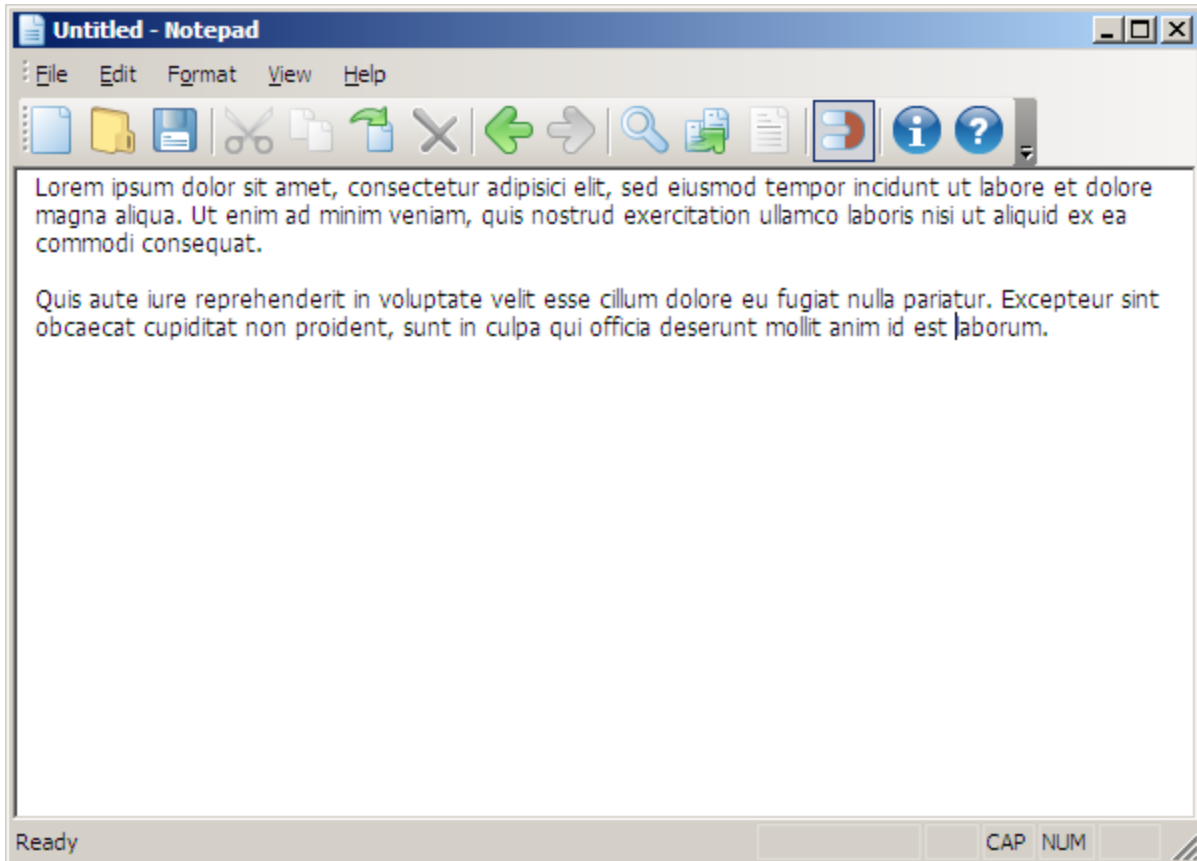 Untitled - Notepad
File Edit Format View Help
Lorem ipsum dolor sit amet, consectetur adipisici elit, sed eiusmod tempor incidunt ut labore et dolore
magna aliqua. Ut enim ad minim veniam, quis nostrud exercitation ullamco laboris nisi ut aliquid ex ea
commodi consequat.
Quis aute iure reprehenderit in voluptate velit esse cillum dolore eu fugiat nulla pariatur. Excepteur sint
obcaecat cupiditat non proident, sunt in culpa qui officia deserunt mollit anim id est laborum.
Ready CAP NUM